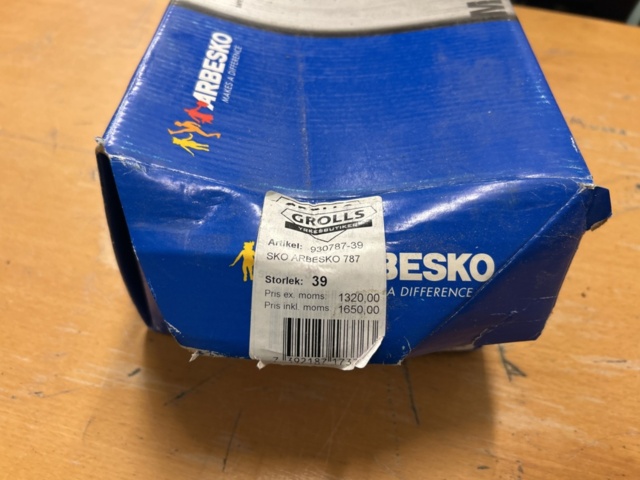 ARBESKO
MAKES A DIFFERENCE
M
GROLLS
YRKESBUTIKER
Artikel: 930787-39
SKO ARBESKO 787
Storlek: 39
Pris ex. moms: 1320,00
Pris inkl. moms: 1650,00
BESKO
A DIFFERENCE